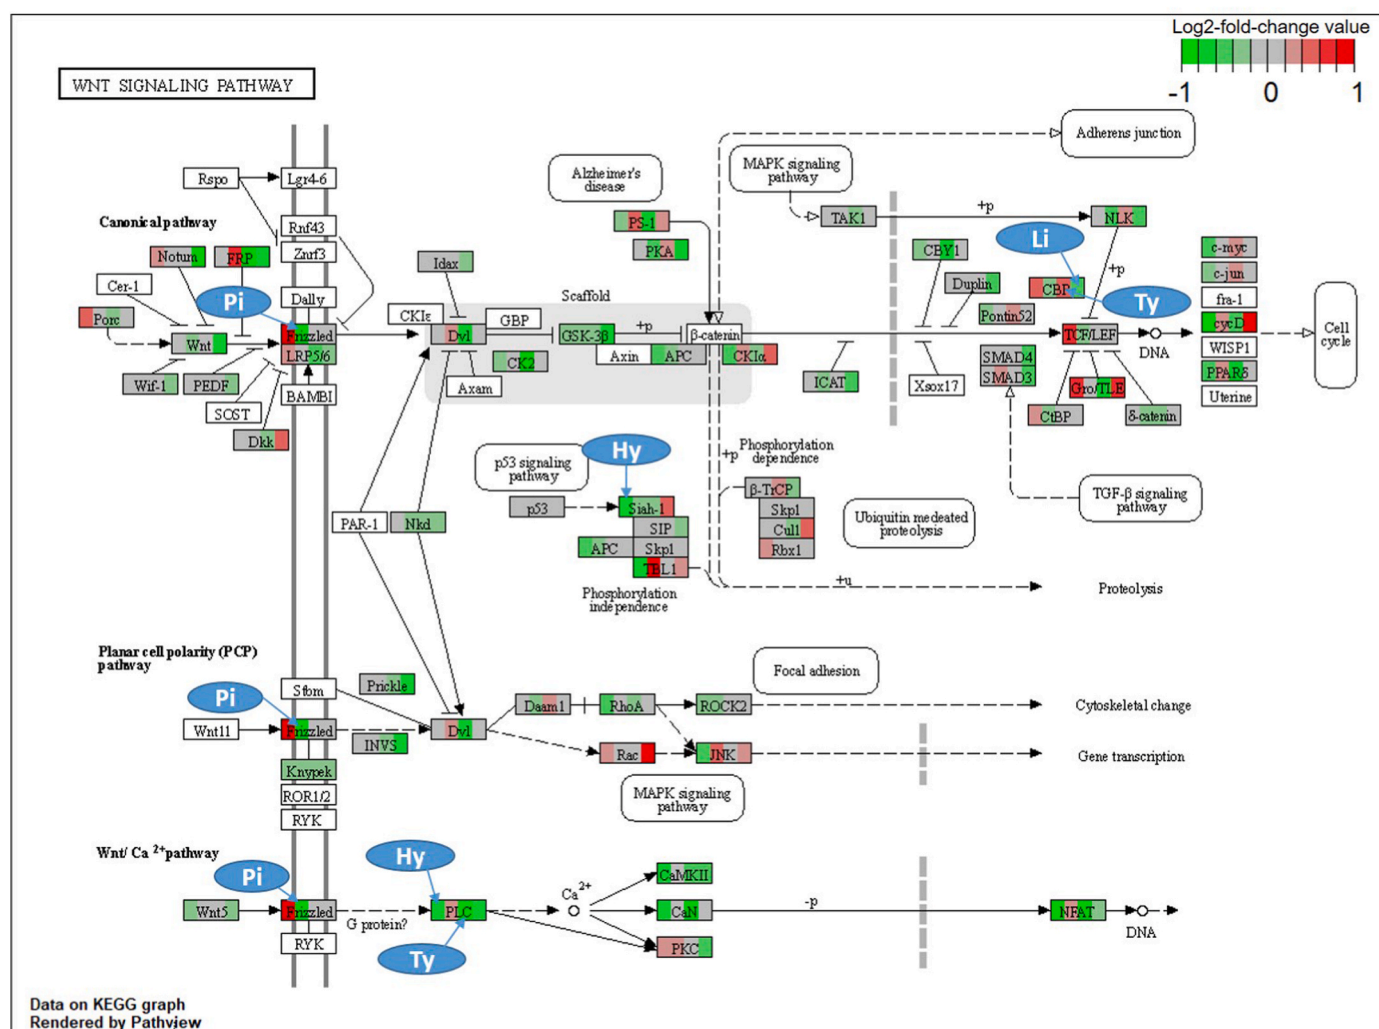 Log2-fold-change value
-1 0 1
WNT SIGNALING PATHWAY
Adherens junction
Alzheimer's
disease
MAPK signaling
pathway
Rspo
Lgr4-6
Canonical pathway
Rnf43
Znrf3
Notum
FRP
Cer-1
Pi
Dally
Porc
Wnt
Frizzled
LRP5/6
Wif-1
PEDF
SOST
BAMBI
Dkk
Idax
Scaffold
CKIε
GBP
Dvl
CK2
Axam
GSK-3β
+p
Axin
APC
β-catenin
CKIα
PS-1
PKA
TAK1
+p
NLK
Li
+p
CBY1
Duplin
CBP
Ty
Pontin52
TCF/LEF
DNA
SMAD4
SMAD3
Gro/TLE
CtBP
δ-catenin
ICAT
Xsox17
c-myc
c-jun
fra-1
cycD
WISP1
PPARδ
Uterine
Cell
cycle
Hy
p53 signaling
pathway
p53
Siah-1
SIP
APC
Skp1
TBL1
Phosphorylation
independence
+p
Phosphorylation
dependence
β-TrCP
Skp1
Cul1
Rbx1
Ubiquitin medeated
proteolysis
TGF-β signaling
pathway
+u
Proteolysis
PAR-1
Nkd
Planar cell polarity (PCP)
pathway
Pi
Stbm
Prickle
Wnt11
Frizzled
INVS
Dvl
Knypek
ROR1/2
RYK
Daam1
RhoA
ROCK2
Focal adhesion
Cytoskeletal change
Rac
JNK
Gene transcription
MAPK signaling
pathway
Wnt/ Ca 2+ pathway
Pi
Hy
Wnt5
Frizzled
G protein?
PLC
RYK
Ty
Ca2+
CaMKII
CaN
PKC
-p
NFAT
DNA
Data on KEGG graph
Rendered by Pathview